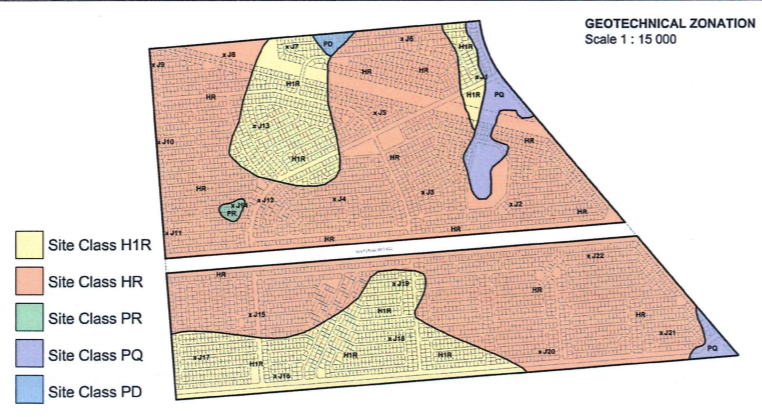 GEOTECHNICAL ZONATION
Scale 1 : 15 000
PD
x J7
x J6
H1R
x J8
x J9
HR
HR
x J
H1R
H1R
PQ
HR
x J5
x J13
x J10
HR
H1R
HR
HR
x J4
x J3
x J14
x J12
PR
x J2
HR
x J11
HR
HR
Site Class H1R
Site Class HR
Site Class PR
Site Class PQ
Site Class PD
x J22
HR
x J19
HR
H1R
x J15
HR
x J21
x J18
x J20
PQ
x J17
H1R
H1R
H1R
x J16